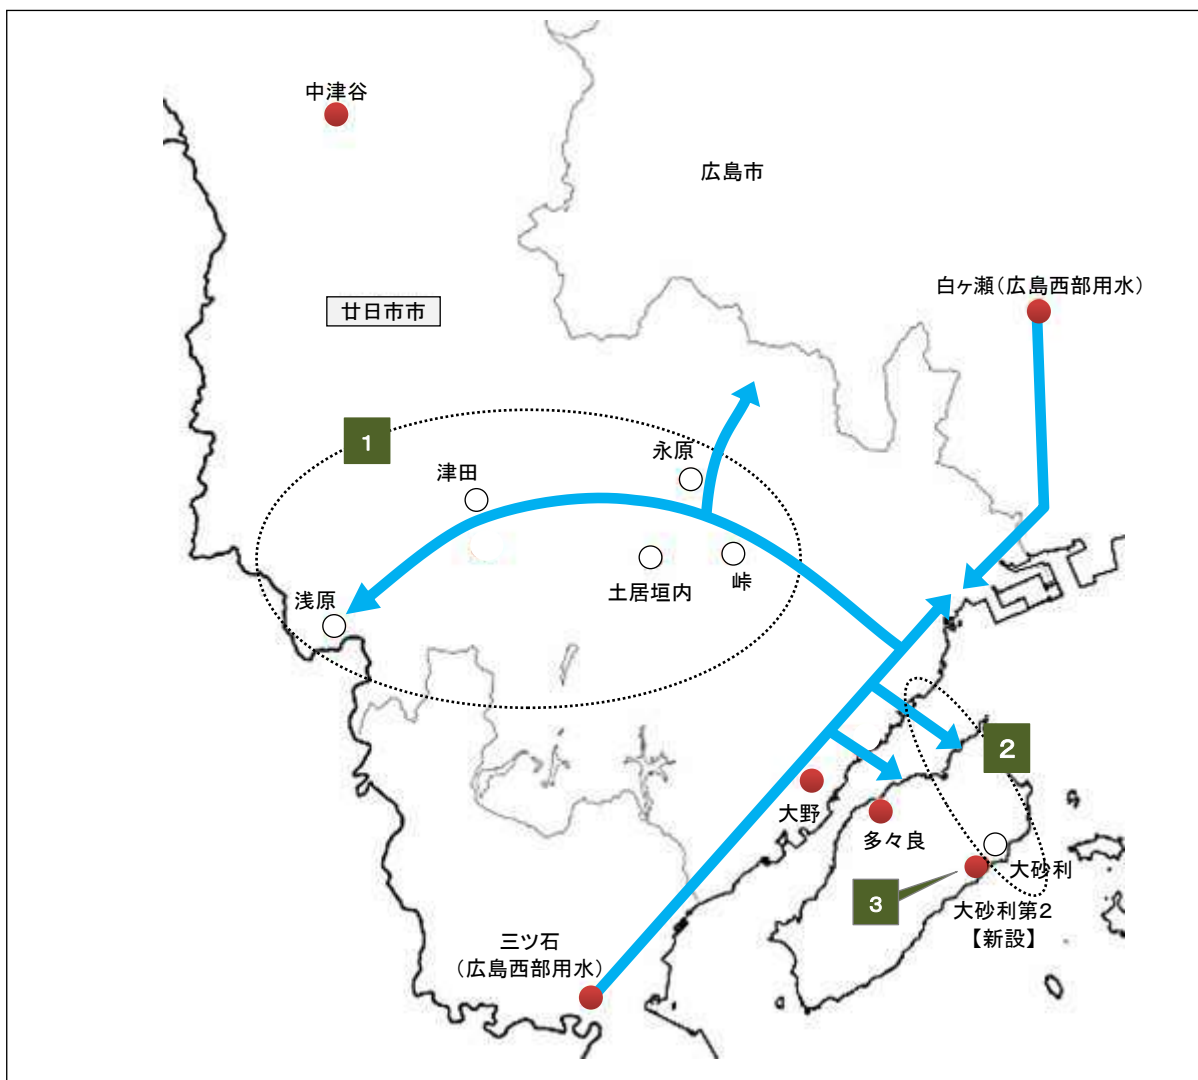 中津谷
広島市
白ヶ瀬(広島西部用水)
廿日市市
1
永原
津田
土居垣内
峠
浅原
2
大野
多々良
大砂利
3
大砂利第2
【新設】
三ツ石
(広島西部用水)